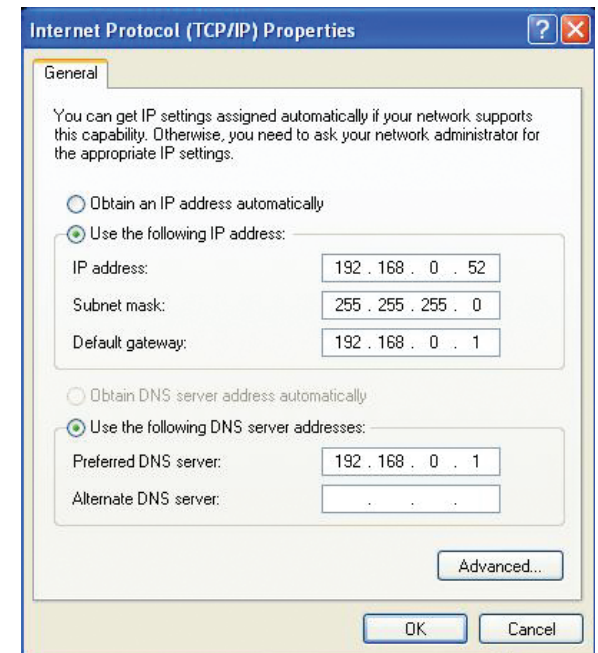 Internet Protocol (TCP/IP) Properties
General
You can get IP settings assigned automatically if your network supports
this capability. Otherwise, you need to ask your network administrator for
the appropriate IP settings.
Obtain an IP address automatically
Use the following IP address:
IP address: 192 . 168 . 0 . 52
Subnet mask: 255 . 255 . 255 . 0
Default gateway: 192 . 168 . 0 . 1
Obtain DNS server address automatically
Use the following DNS server addresses:
Preferred DNS server: 192 . 168 . 0 . 1
Alternate DNS server: . . .
Advanced...
OK Cancel